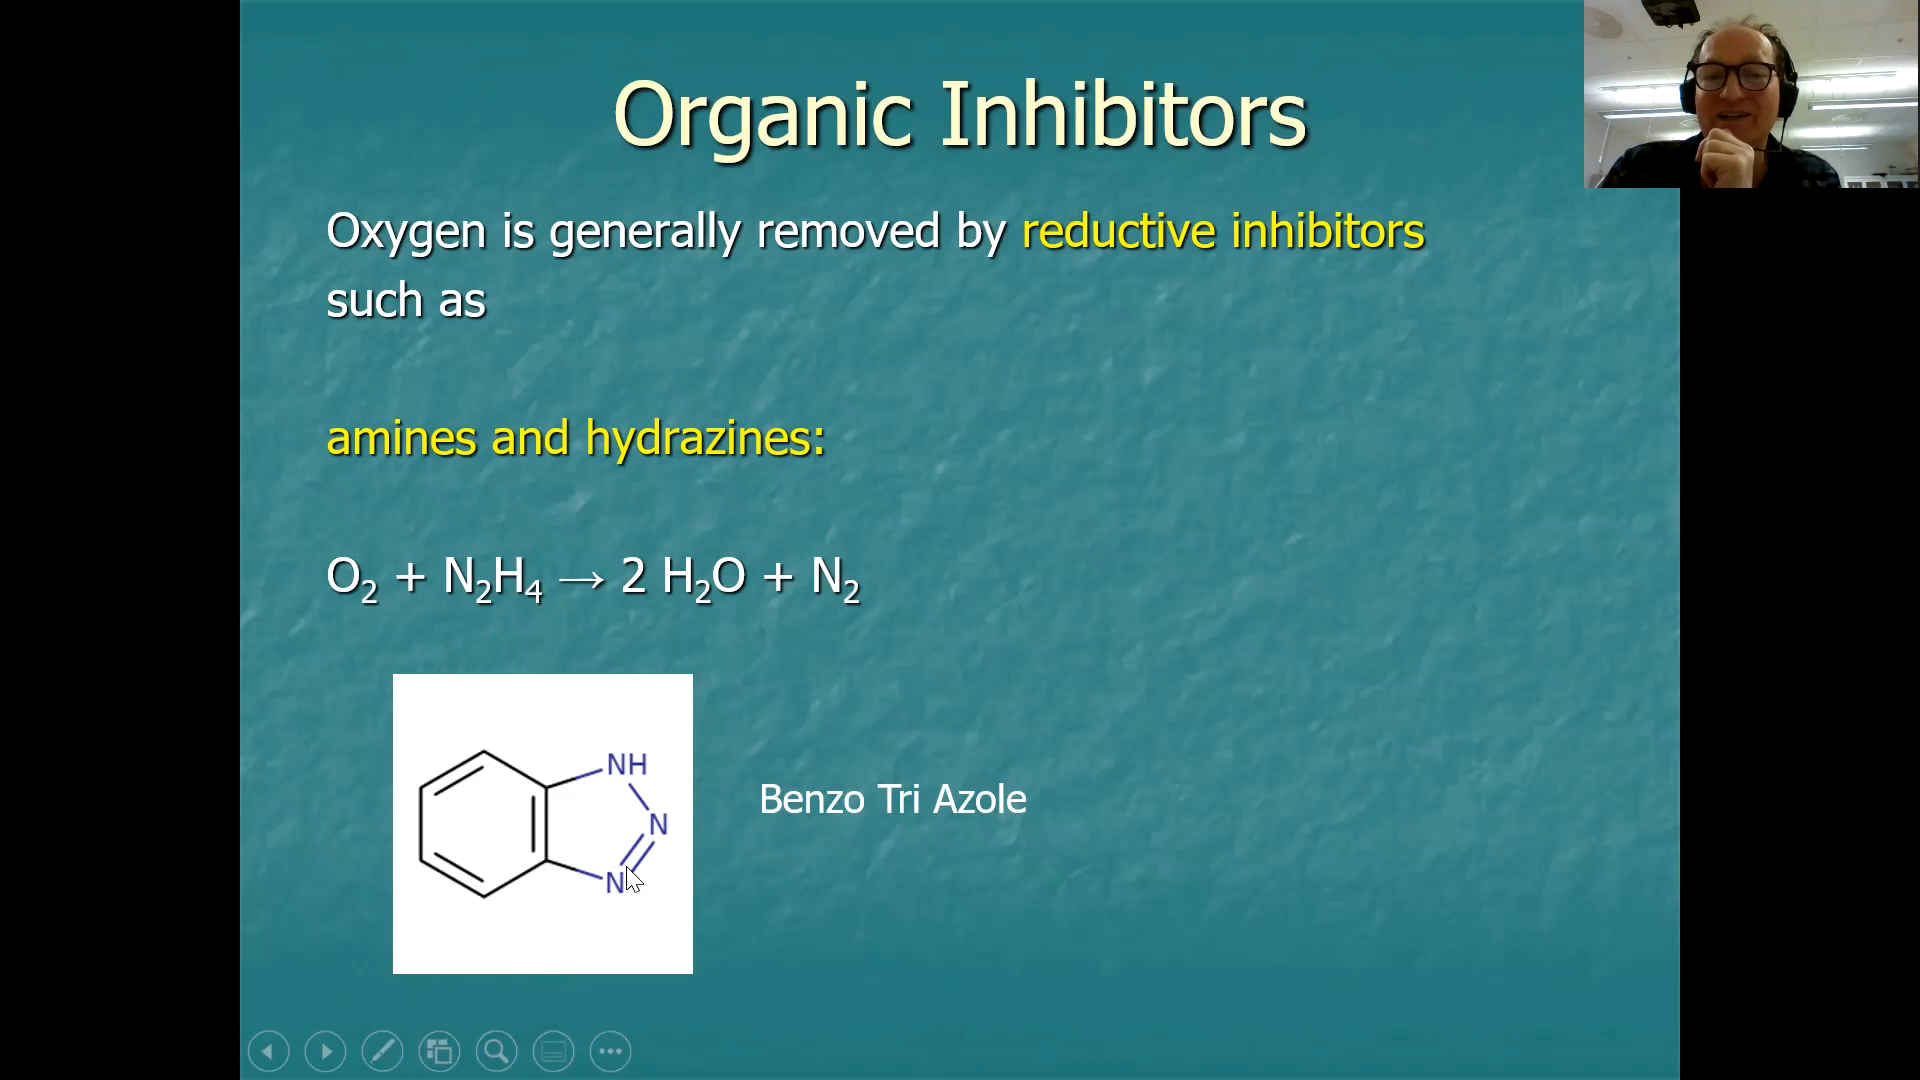 Organic Inhibitors
Oxygen is generally removed by reductive inhibitors
such as
amines and hydrazines:
O₂ + N₂H₄ → 2 H₂O + N₂
NH
N
N
Benzo Tri Azole